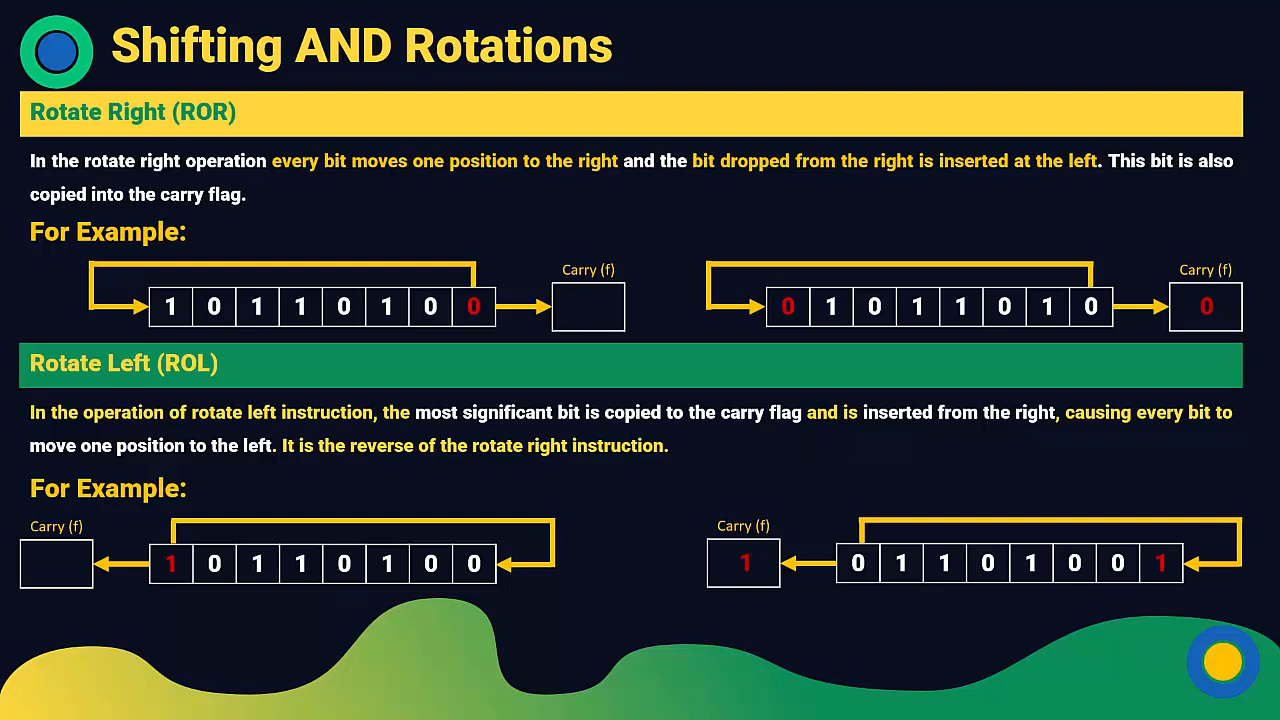 Shifting AND Rotations
Rotate Right (ROR)
In the rotate right operation every bit moves one position to the right and the bit dropped from the right is inserted at the left. This bit is also
copied into the carry flag.
For Example:
Carry (f) Carry (f)
1 0 1 1 0 1 0 0 0 1 0 1 1 0 1 0 0
Rotate Left (ROL)
In the operation of rotate left instruction, the most significant bit is copied to the carry flag and is inserted from the right, causing every bit to
move one position to the left. It is the reverse of the rotate right instruction.
For Example:
Carry (f) Carry (f)
1 0 1 1 0 1 0 0 1 0 1 1 0 1 0 0 1